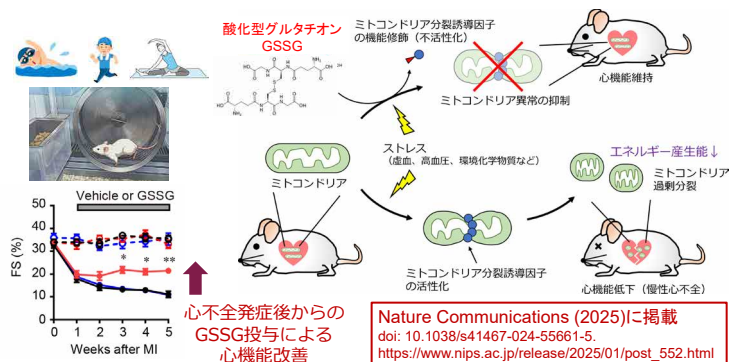 酸化型グルタチオン
GSSG
ミトコンドリア分裂誘導因子
の機能修飾（不活性化）
ミトコンドリア異常の抑制
心機能維持
ストレス
（虚血、高血圧、環境化学物質など）
ミトコンドリア
エネルギー産生能↓
ミトコンドリア
過剰分裂
ミトコンドリア分裂誘導因子
の活性化
心機能低下（慢性心不全）
Vehicle or GSSG
FS (%)
50
40
30
20
10
0
* * **
0 1 2 3 4 5
Weeks after MI
心不全発症後からの
GSSG投与による
心機能改善
HO₂C
NH₂
CO₂H
O
N
H
S
S
Nature Communications (2025)に掲載
doi: 10.1038/s41467-024-55661-5.
https://www.nips.ac.jp/release/2025/01/post_552.html